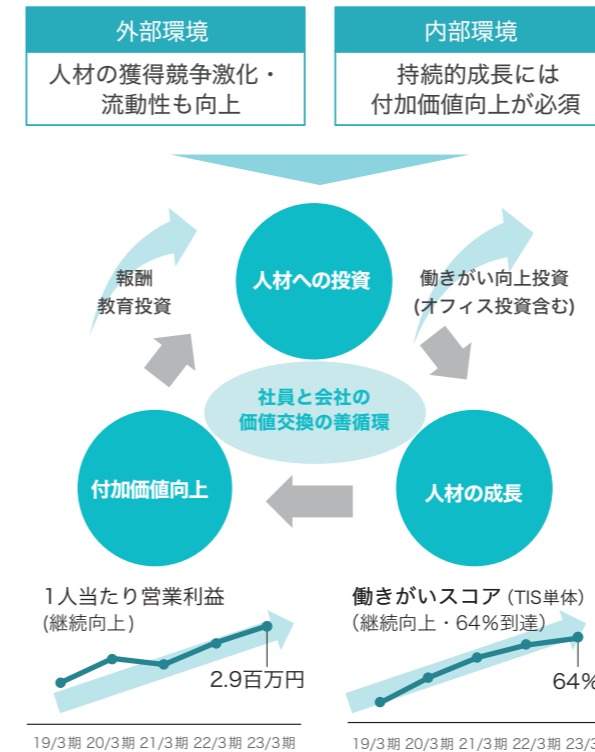 外部環境
人材の獲得競争激化・
流動性も向上
内部環境
持続的成長には
付加価値向上が必須
人材への投資
報酬
教育投資
働きがい向上投資
(オフィス投資含む)
社員と会社の
価値交換の善循環
付加価値向上
人材の成長
1人当たり営業利益
(継続向上)
2.9百万円
19/3期 20/3期 21/3期 22/3期 23/3期
働きがいスコア (TIS単体)
(継続向上・64%到達)
64%
19/3期 20/3期 21/3期 22/3期 23/3